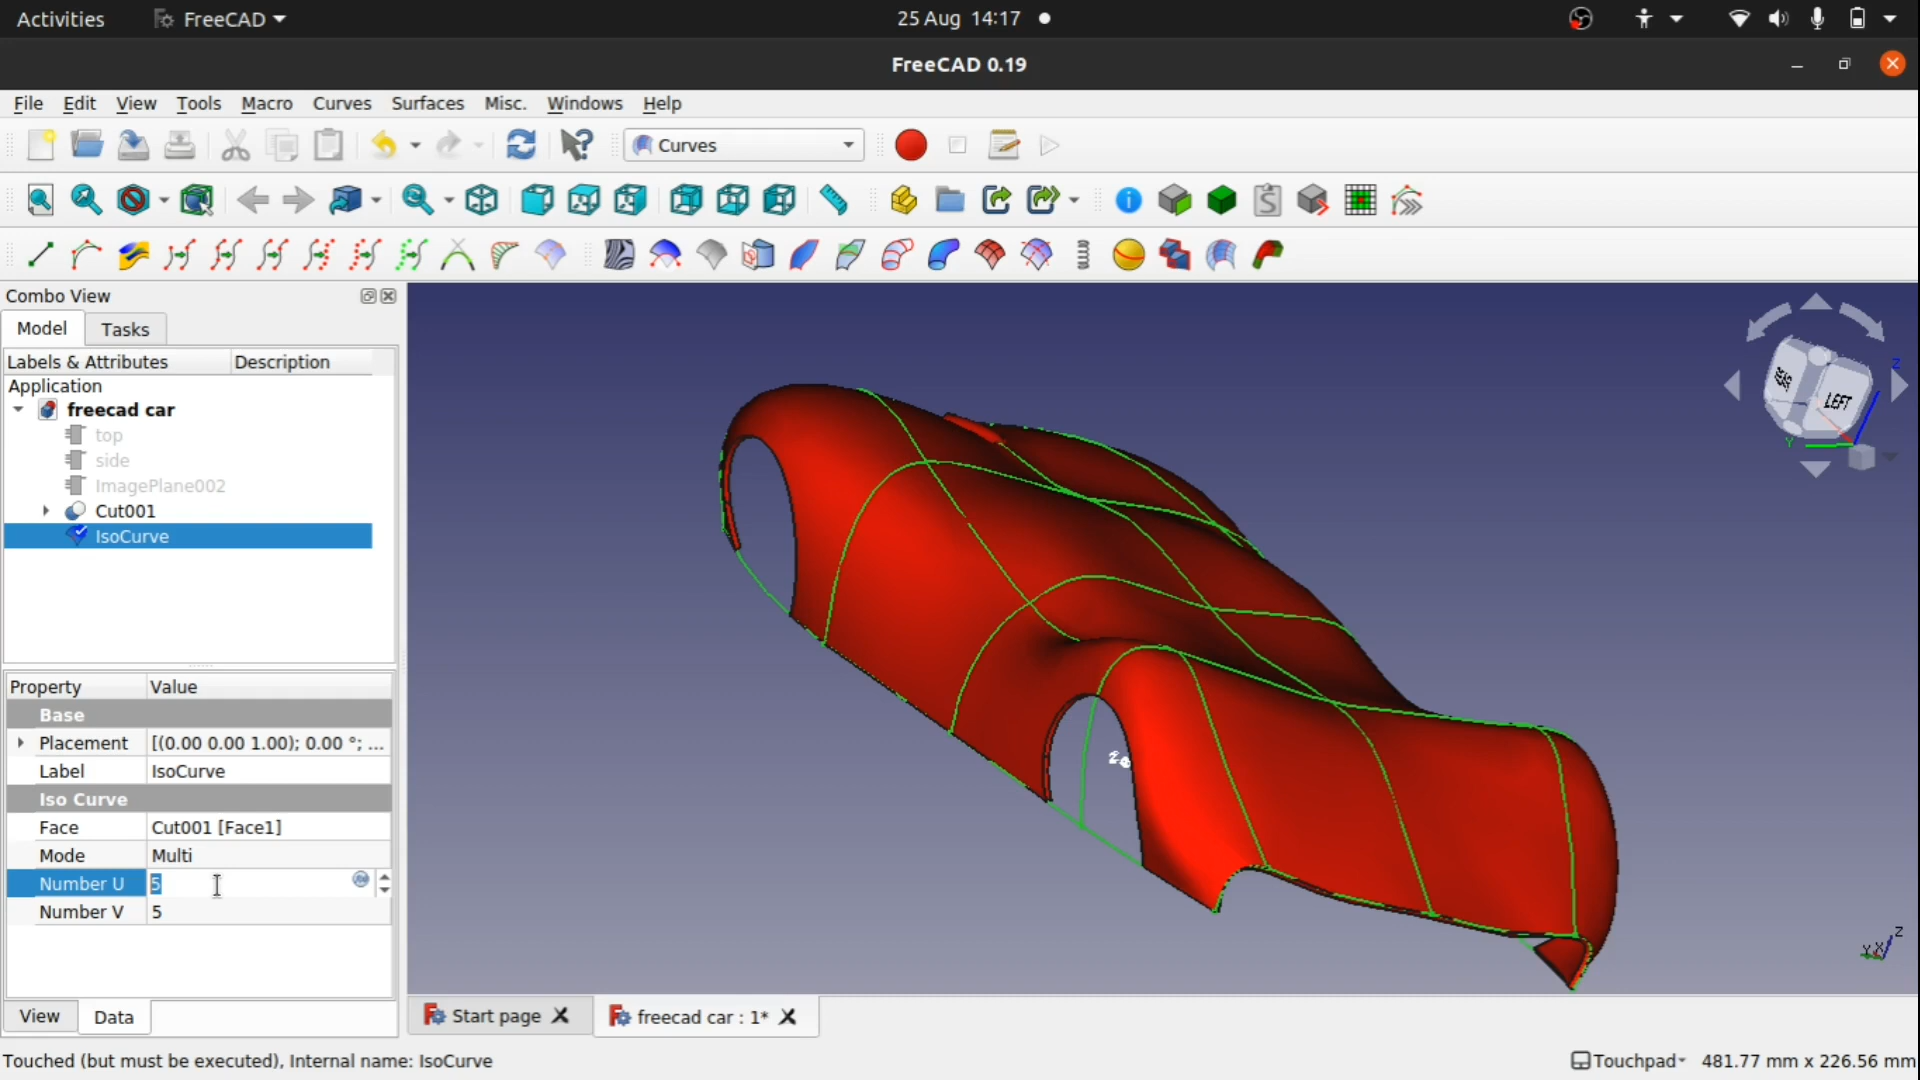 Activities
FreeCAD
25 Aug 14:17
FreeCAD 0.19
File Edit View Tools Macro Curves Surfaces Misc. Windows Help
Curves
Combo View
Model Tasks
Labels & Attributes Description
Application
freecad car
top
side
ImagePlane002
Cut001
IsoCurve
LEFT
Z
Y
Property Value
Base
Placement [(0.00 0.00 1.00); 0.00 °; ...
Label IsoCurve
Iso Curve
Face Cut001 [Face1]
Mode Multi
Number U 5
Number V 5
Z
Y X
View Data
Start page
freecad car : 1*
Touched (but must be executed), Internal name: IsoCurve
Touchpad
481.77 mm x 226.56 mm